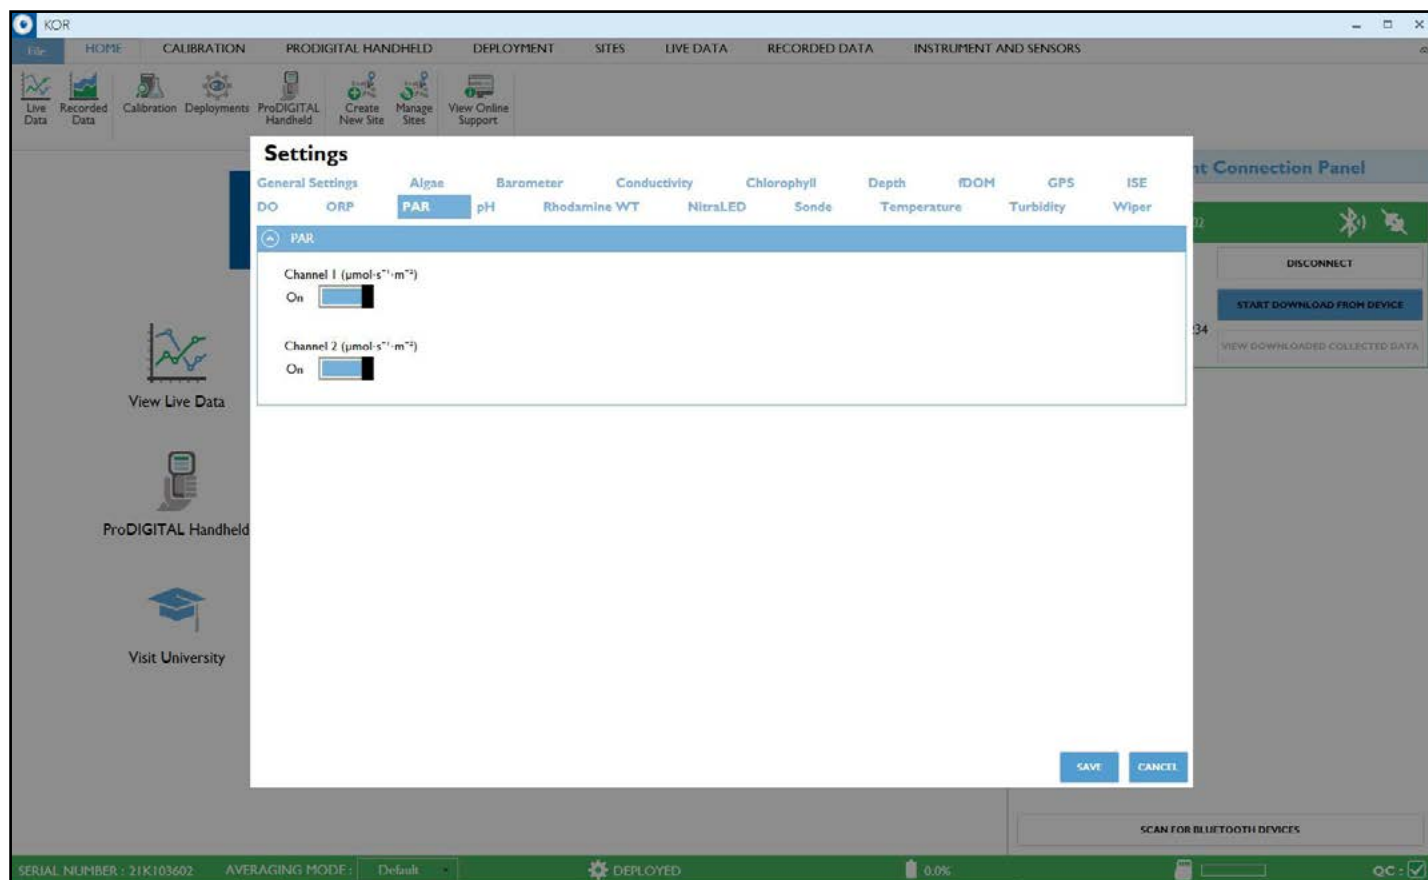 KOR
File HOME CALIBRATION PRODIGITAL HANDHELD DEPLOYMENT SITES LIVE DATA RECORDED DATA INSTRUMENT AND SENSORS
Live Data
Recorded Data
Calibration
Deployments
ProDIGITAL Handheld
Create New Site
Manage Sites
View Online Support
Settings
General Settings Algae Barometer Conductivity Chlorophyll Depth fDOM GPS ISE
DO ORP PAR pH Rhodamine WT NitraLED Sonde Temperature Turbidity Wiper
PAR
Channel 1 (µmol·s⁻¹·m⁻²)
On
Channel 2 (µmol·s⁻¹·m⁻²)
On
SAVE CANCEL
View Live Data
ProDIGITAL Handheld
Visit University
nt Connection Panel
02
DISCONNECT
START DOWNLOAD FROM DEVICE
234
VIEW DOWNLOADED COLLECTED DATA
SCAN FOR BLUETOOTH DEVICES
SERIAL NUMBER : 21K103602 AVERAGING MODE : Default DEPLOYED 0.0% QC :